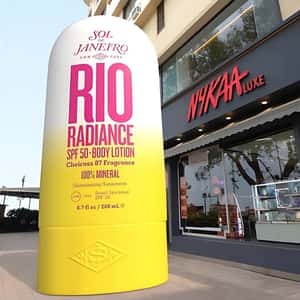 SOL
DE
JANEIRO
RIO
RADIANCE
SPF 50 • BODY LOTION
Cheirosa 87 Fragrance
100% MINERAL
6.7 fl oz / 200 mL e
NYKAA LUXE